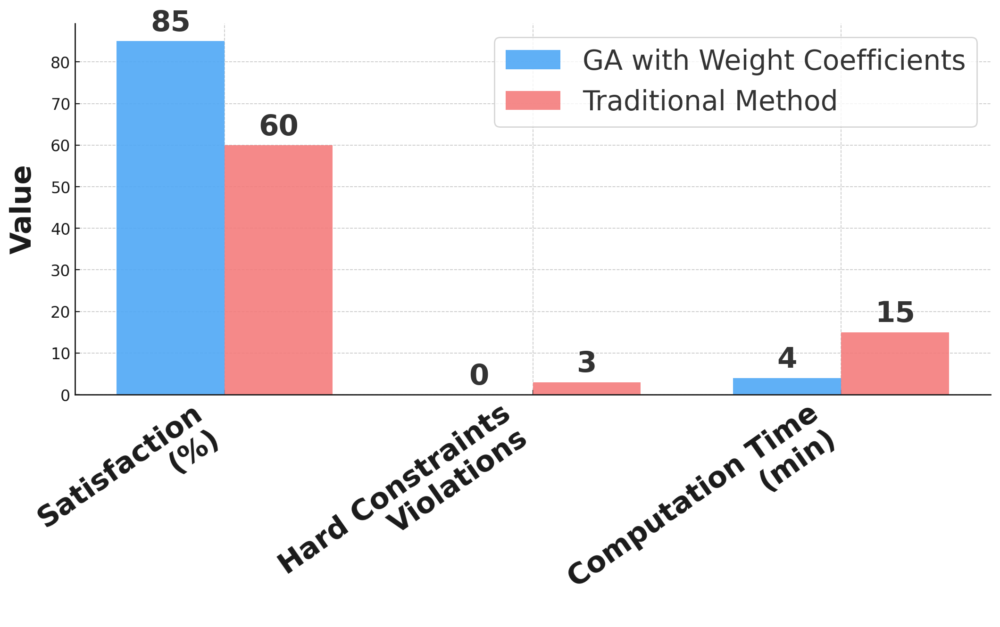 85
60
0
3
4
15
GA with Weight Coefficients
Traditional Method
Value
80
70
60
50
40
30
20
10
0
Satisfaction
(%)
Hard Constraints
Violations
Computation Time
(min)